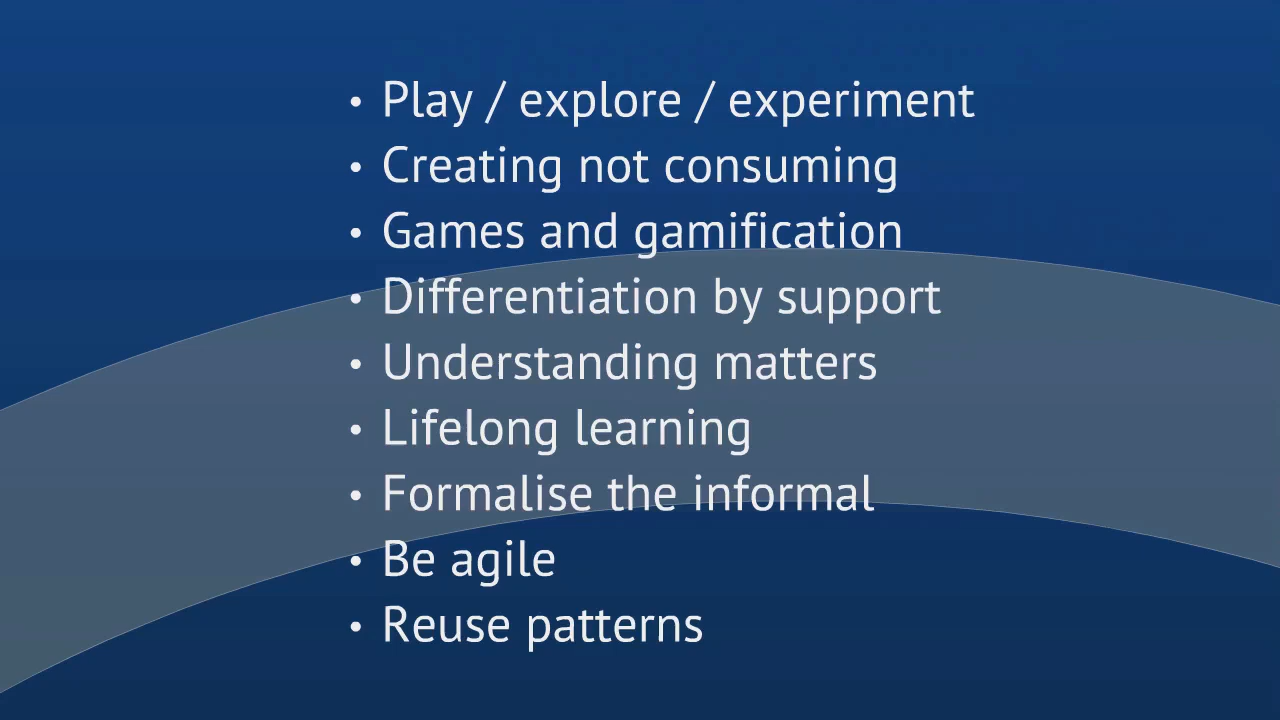 • Play / explore / experiment
• Creating not consuming
• Games and gamification
• Differentiation by support
• Understanding matters
• Lifelong learning
• Formalise the informal
• Be agile
• Reuse patterns